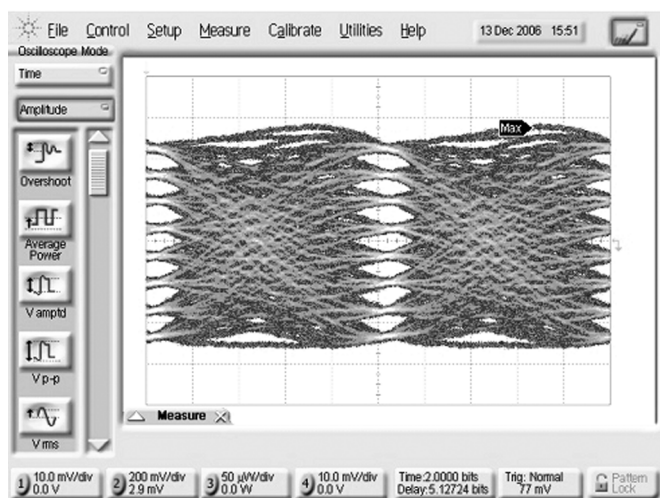 File Control Setup Measure Calibrate Utilities Help 13 Dec 2006 15:51
Oscilloscope Mode
Time
Amplitude
Max
Overshoot
Average
Power
V amptd
V p-p
V rms
Measure
1 10.0 mV/div 2 200 mV/div 3 50 µW/div 4 10.0 mV/div Time:2.0000 bits Trig: Normal Pattern
0.0 V 2.9 mV 0.0 W 0.0 V Delay:5.12724 bits 77 mV Lock